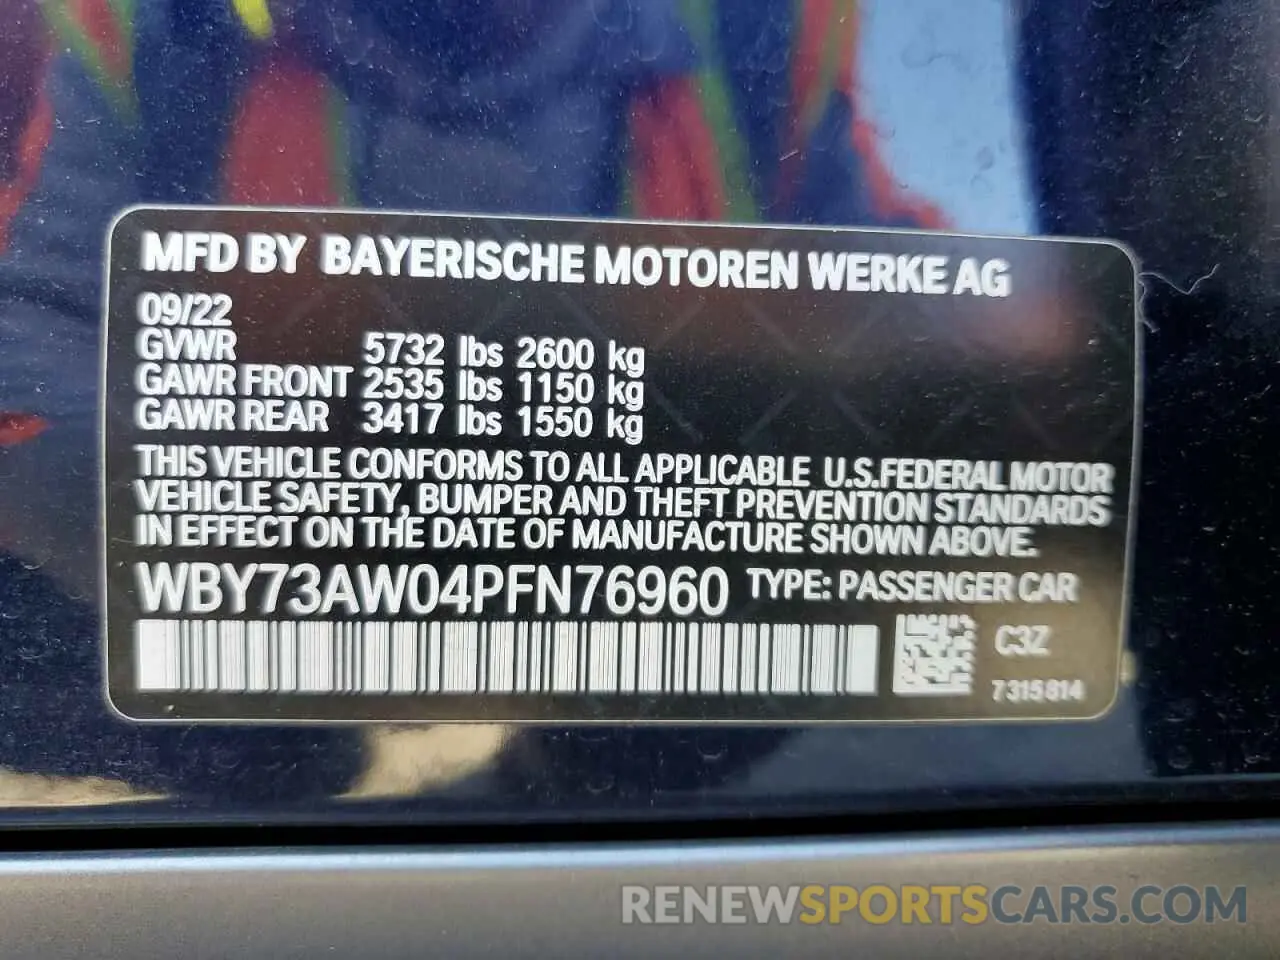 MFD BY BAYERISCHE MOTOREN WERKE AG
09/22
GVWR 5732 lbs 2600 kg
GAWR FRONT 2535 lbs 1150 kg
GAWR REAR 3417 lbs 1550 kg
THIS VEHICLE CONFORMS TO ALL APPLICABLE U.S.FEDERAL MOTOR
VEHICLE SAFETY, BUMPER AND THEFT PREVENTION STANDARDS
IN EFFECT ON THE DATE OF MANUFACTURE SHOWN ABOVE.
WBY73AW04PFN76960 TYPE: PASSENGER CAR
C3Z
7315814
RENEWSPORTSCARS.COM